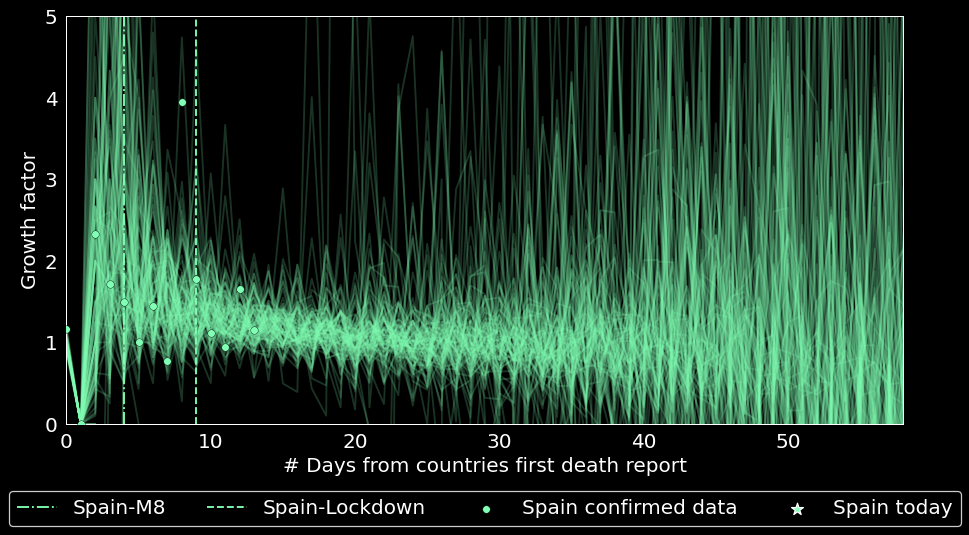 5
4
3
2
1
0
Growth factor
0 10 20 30 40 50
# Days from countries first death report
Spain-M8 Spain-Lockdown Spain confirmed data Spain today